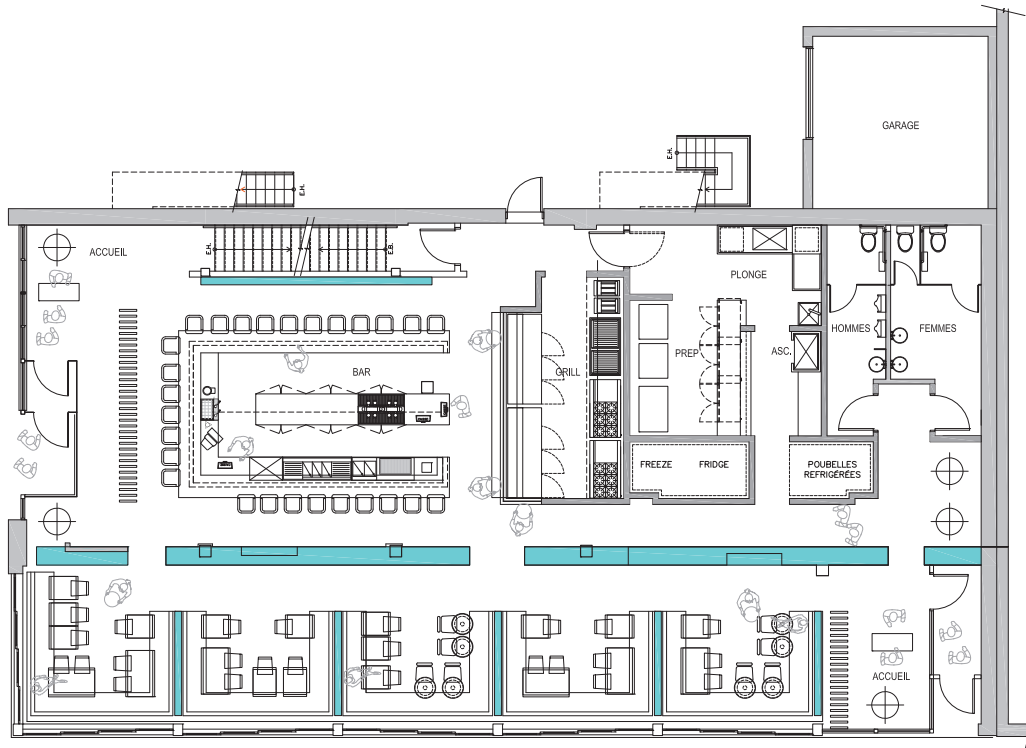 GARAGE
E.H.
E.H.
ACCUEIL
E.H.
E.B.
PLONGE
HOMMES
FEMMES
BAR
GRILL
PREP
ASC.
FREEZE
FRIDGE
POUBELLES
REFRIGÉRÉES
ACCUEIL